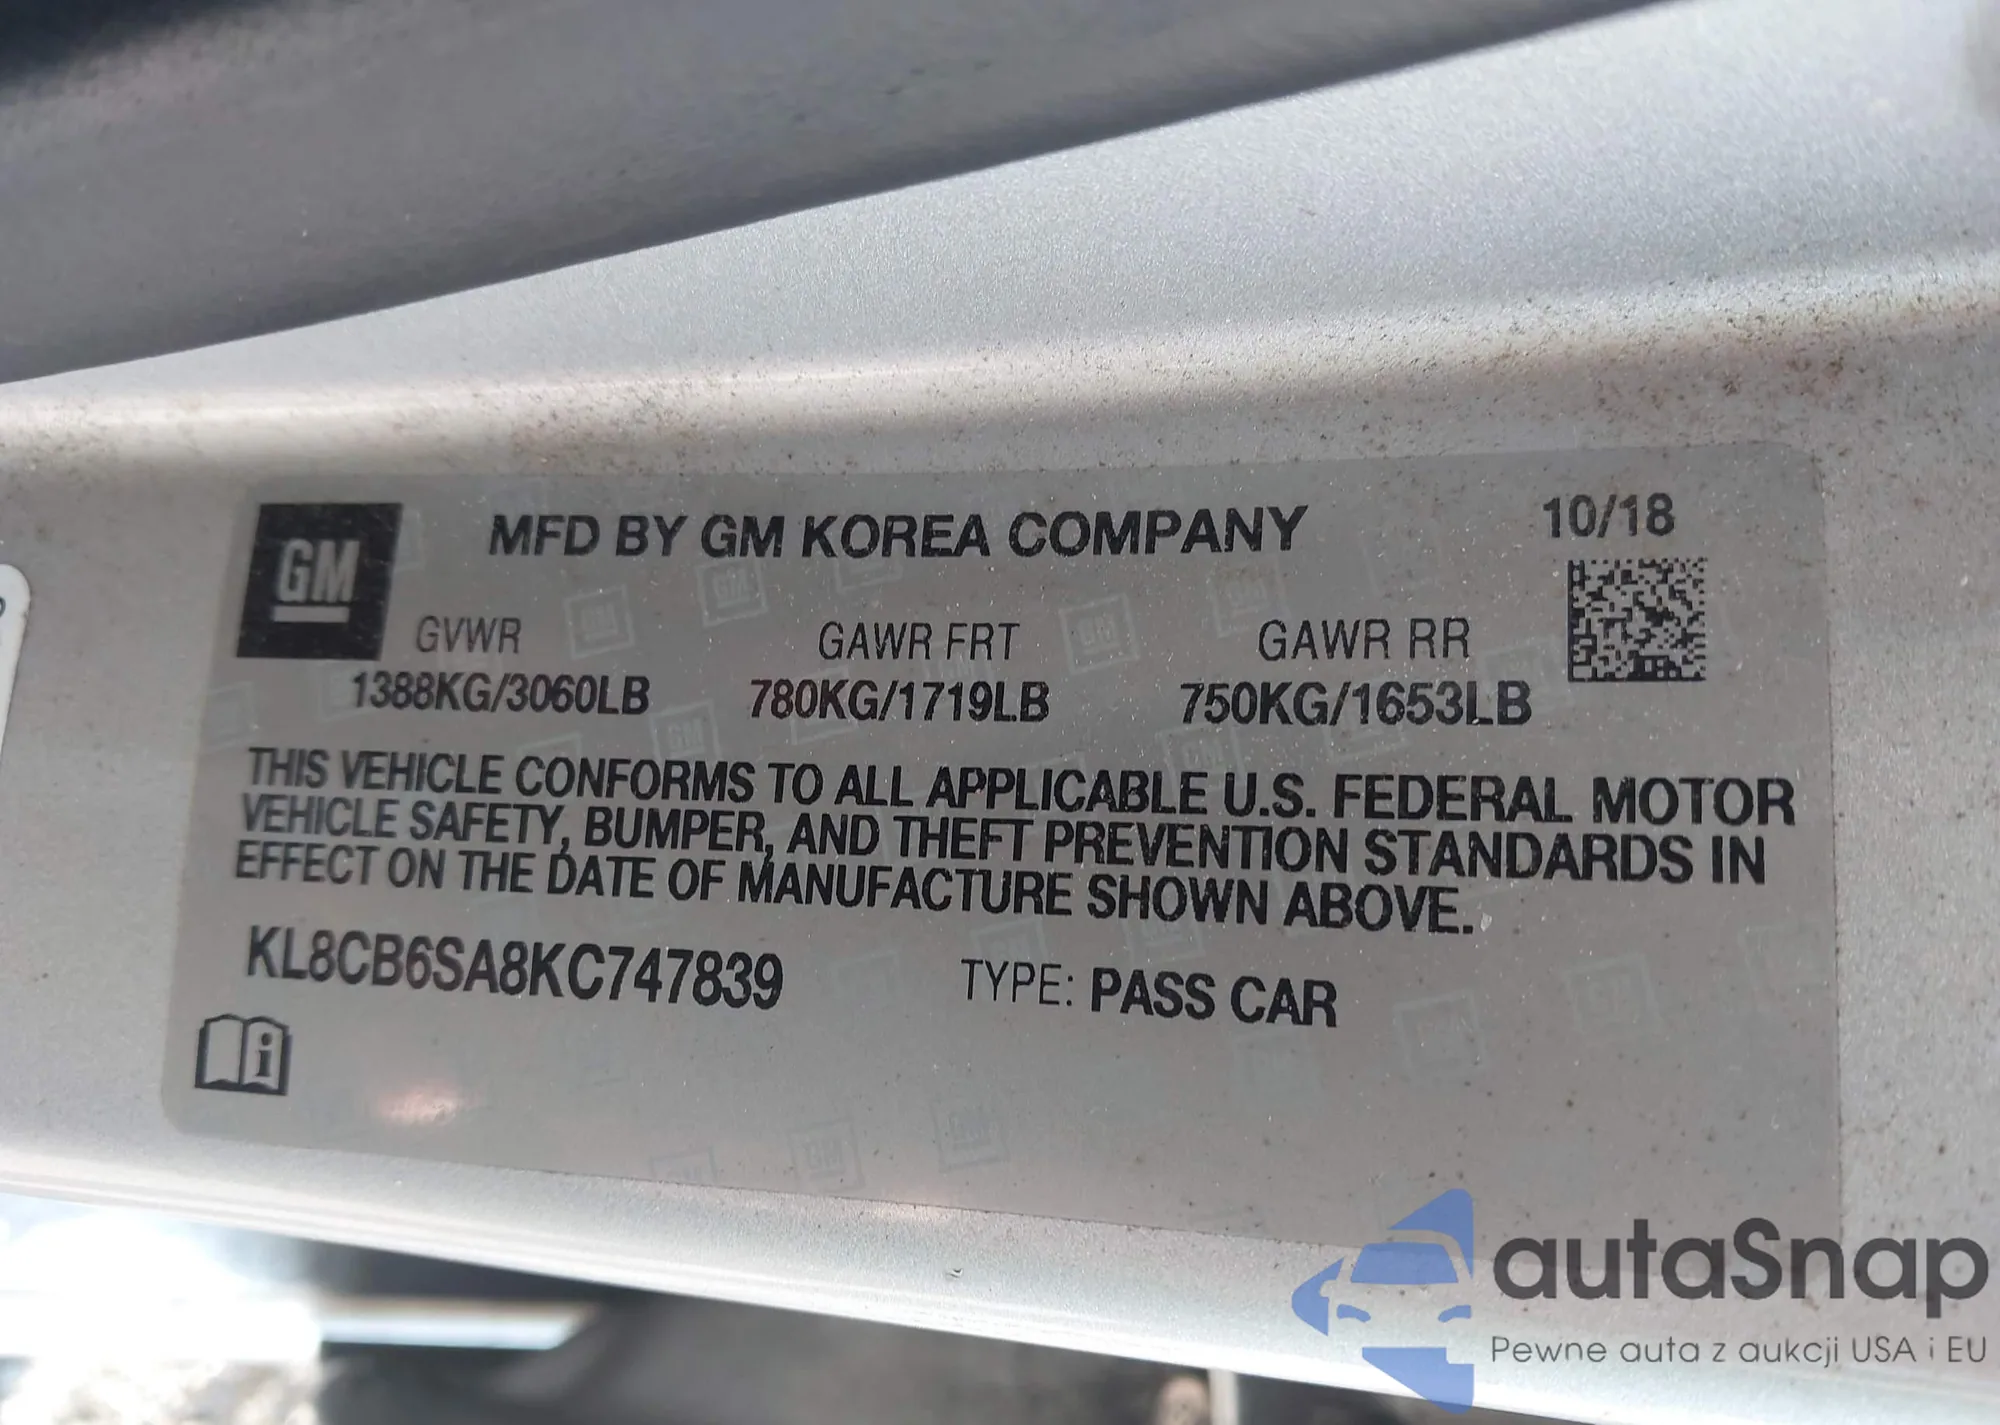 GM
MFD BY GM KOREA COMPANY
10/18
GVWR
GAWR FRT
GAWR RR
1388KG/3060LB
780KG/1719LB
750KG/1653LB
THIS VEHICLE CONFORMS TO ALL APPLICABLE U.S. FEDERAL MOTOR
VEHICLE SAFETY, BUMPER, AND THEFT PREVENTION STANDARDS IN
EFFECT ON THE DATE OF MANUFACTURE SHOWN ABOVE.
KL8CB6SA8KC747839
TYPE: PASS CAR
i
autaSnap
Pewne auta z aukcji USA i EU